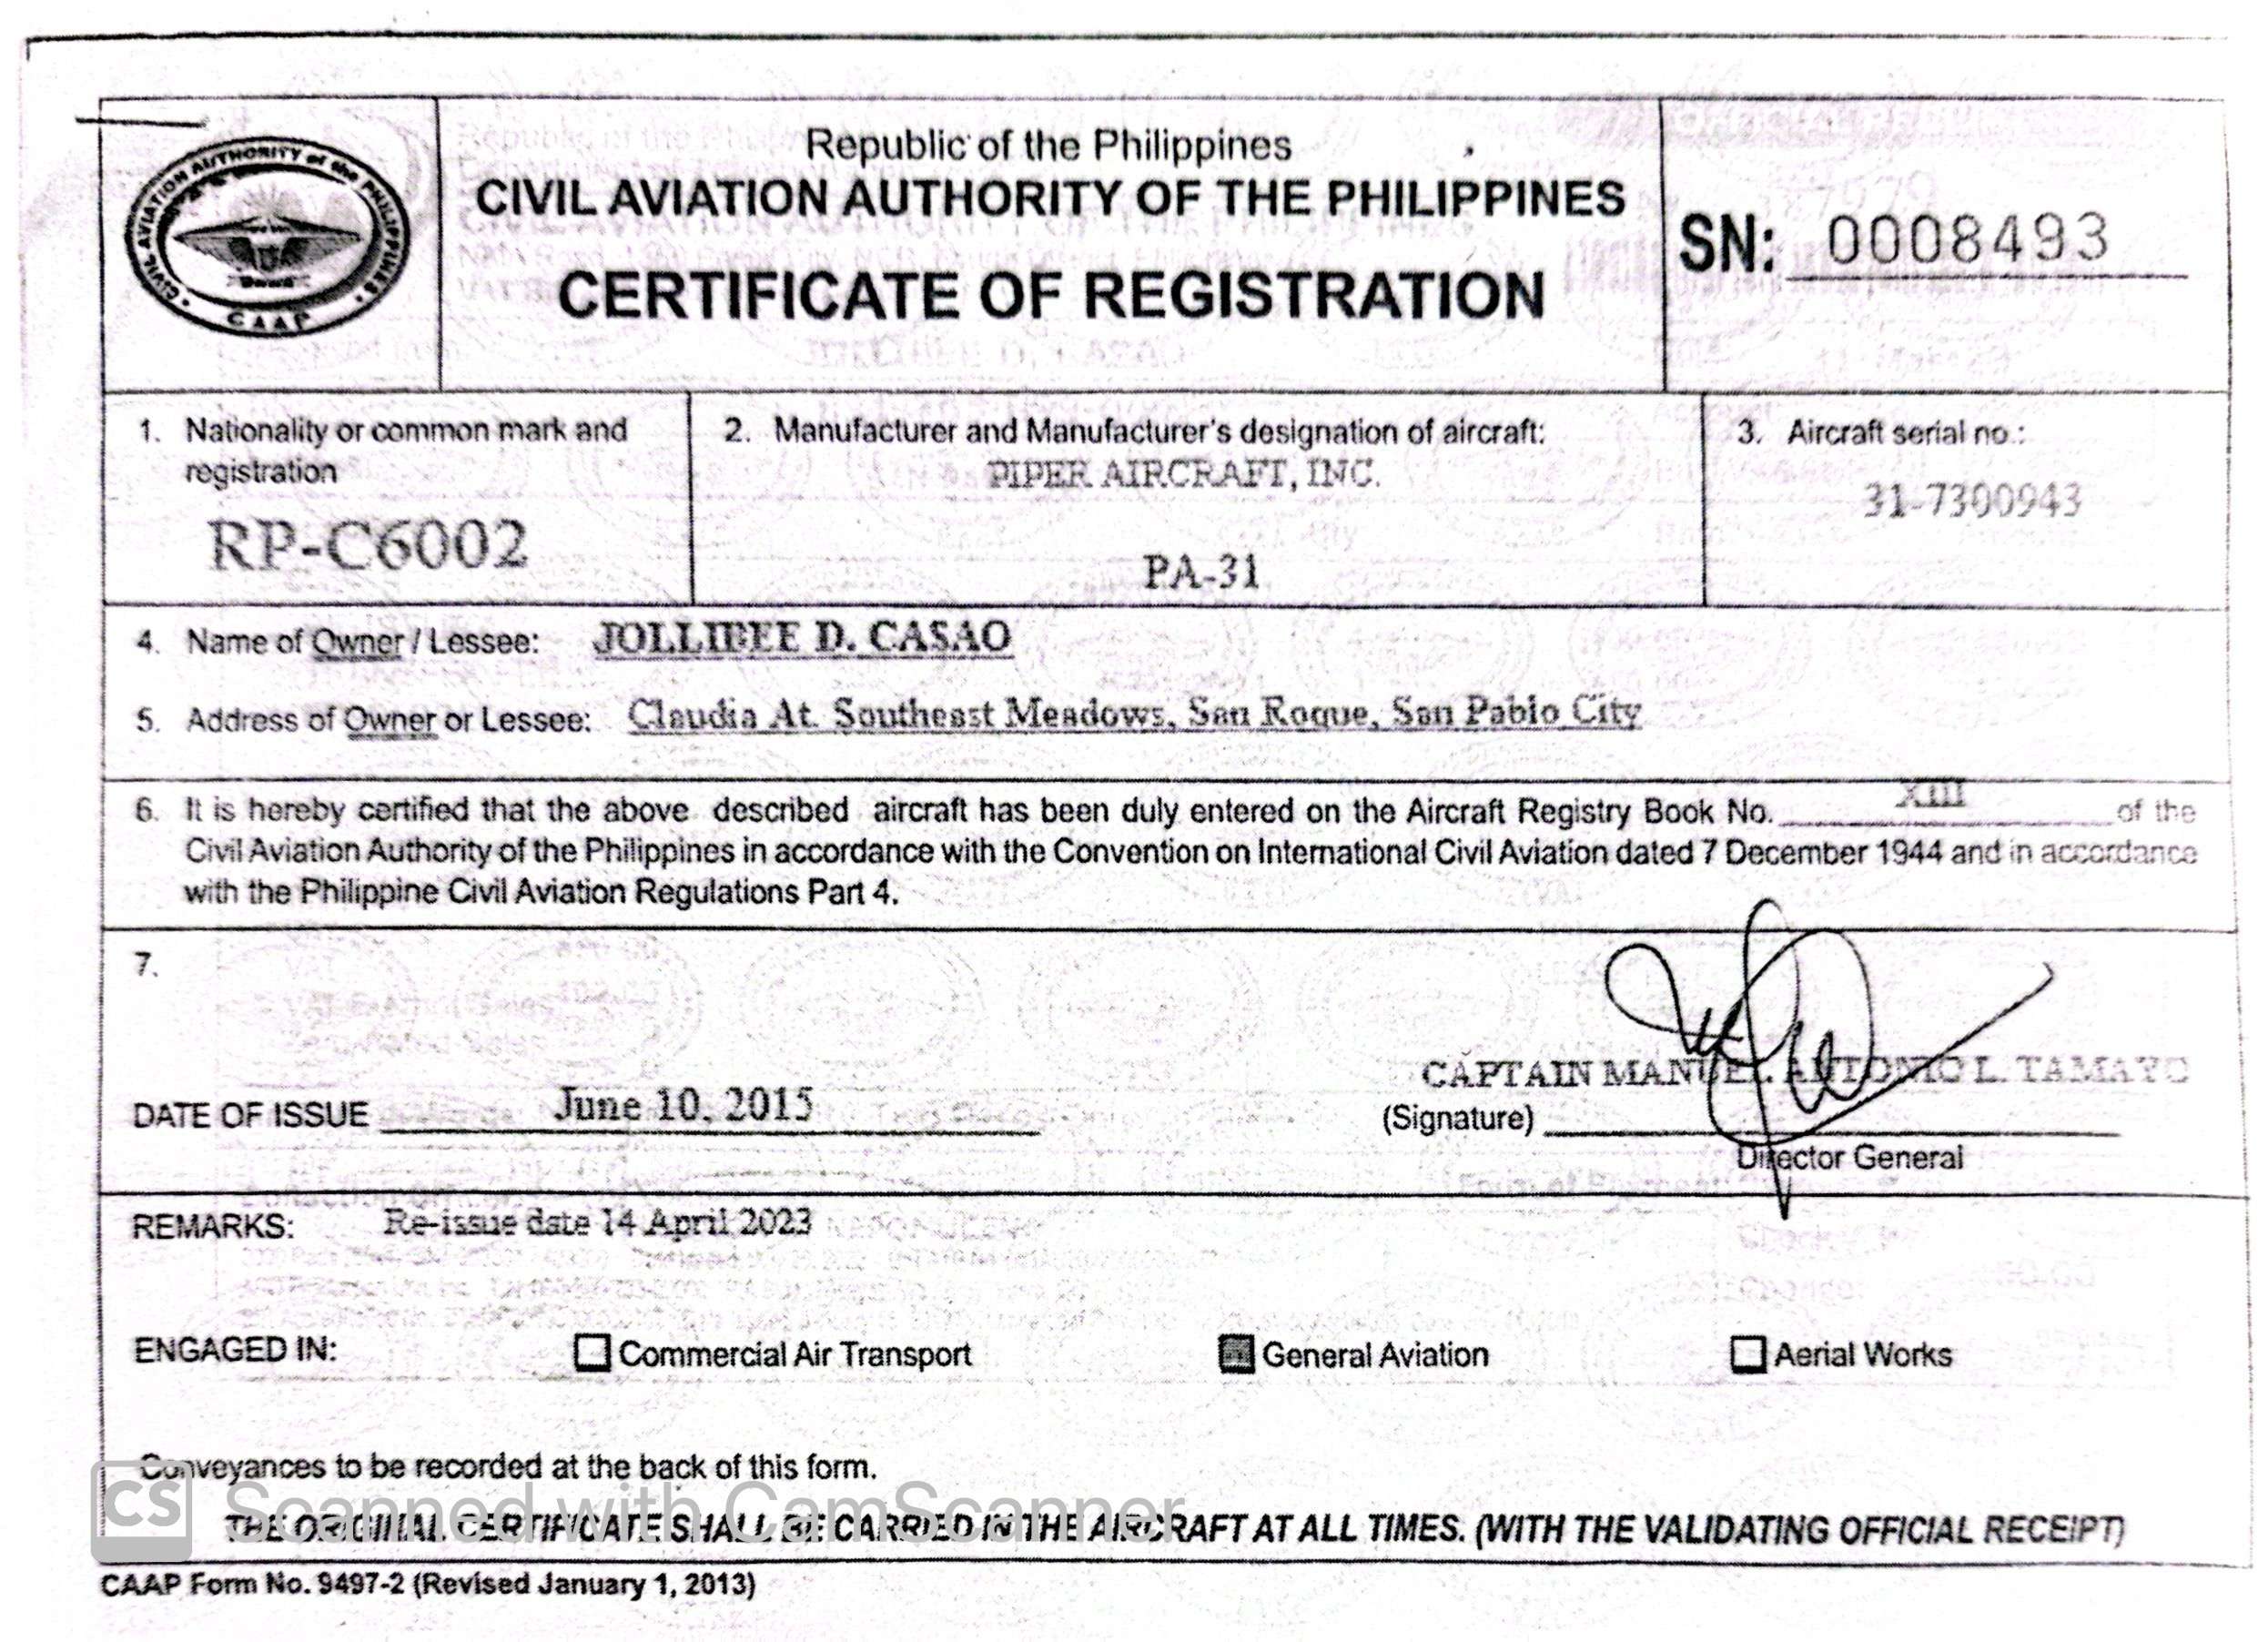 CIVIL AVIATION AUTHORITY of the PHILIPPINES
CAAP
Republic of the Philippines
CIVIL AVIATION AUTHORITY OF THE PHILIPPINES
CERTIFICATE OF REGISTRATION
SN: 0008493
1. Nationality or common mark and
registration
RP-C6002
2. Manufacturer and Manufacturer's designation of aircraft:
PIPER AIRCRAFT, INC.
PA-31
3. Aircraft serial no.:
31-7300943
4. Name of Owner / Lessee: JOLLIBEE D. CASAO
5. Address of Owner or Lessee: Claudia At. Southeast Meadows, San Roque, San Pablo City
6. It is hereby certified that the above described aircraft has been duly entered on the Aircraft Registry Book No. XIII of the
Civil Aviation Authority of the Philippines in accordance with the Convention on International Civil Aviation dated 7 December 1944 and in accordance
with the Philippine Civil Aviation Regulations Part 4.
7.
DATE OF ISSUE June 10, 2015
CAPTAIN MANUEL ANTONIO L. TAMAYO
(Signature)
Director General
REMARKS: Re-issue date 14 April 2023
ENGAGED IN: Commercial Air Transport General Aviation Aerial Works
Conveyances to be recorded at the back of this form.
THE ORIGINAL CERTIFICATE SHALL BE CARRIED IN THE AIRCRAFT AT ALL TIMES. (WITH THE VALIDATING OFFICIAL RECEIPT)
CS Scanned with CamScanner
CAAP Form No. 9497-2 (Revised January 1, 2013)